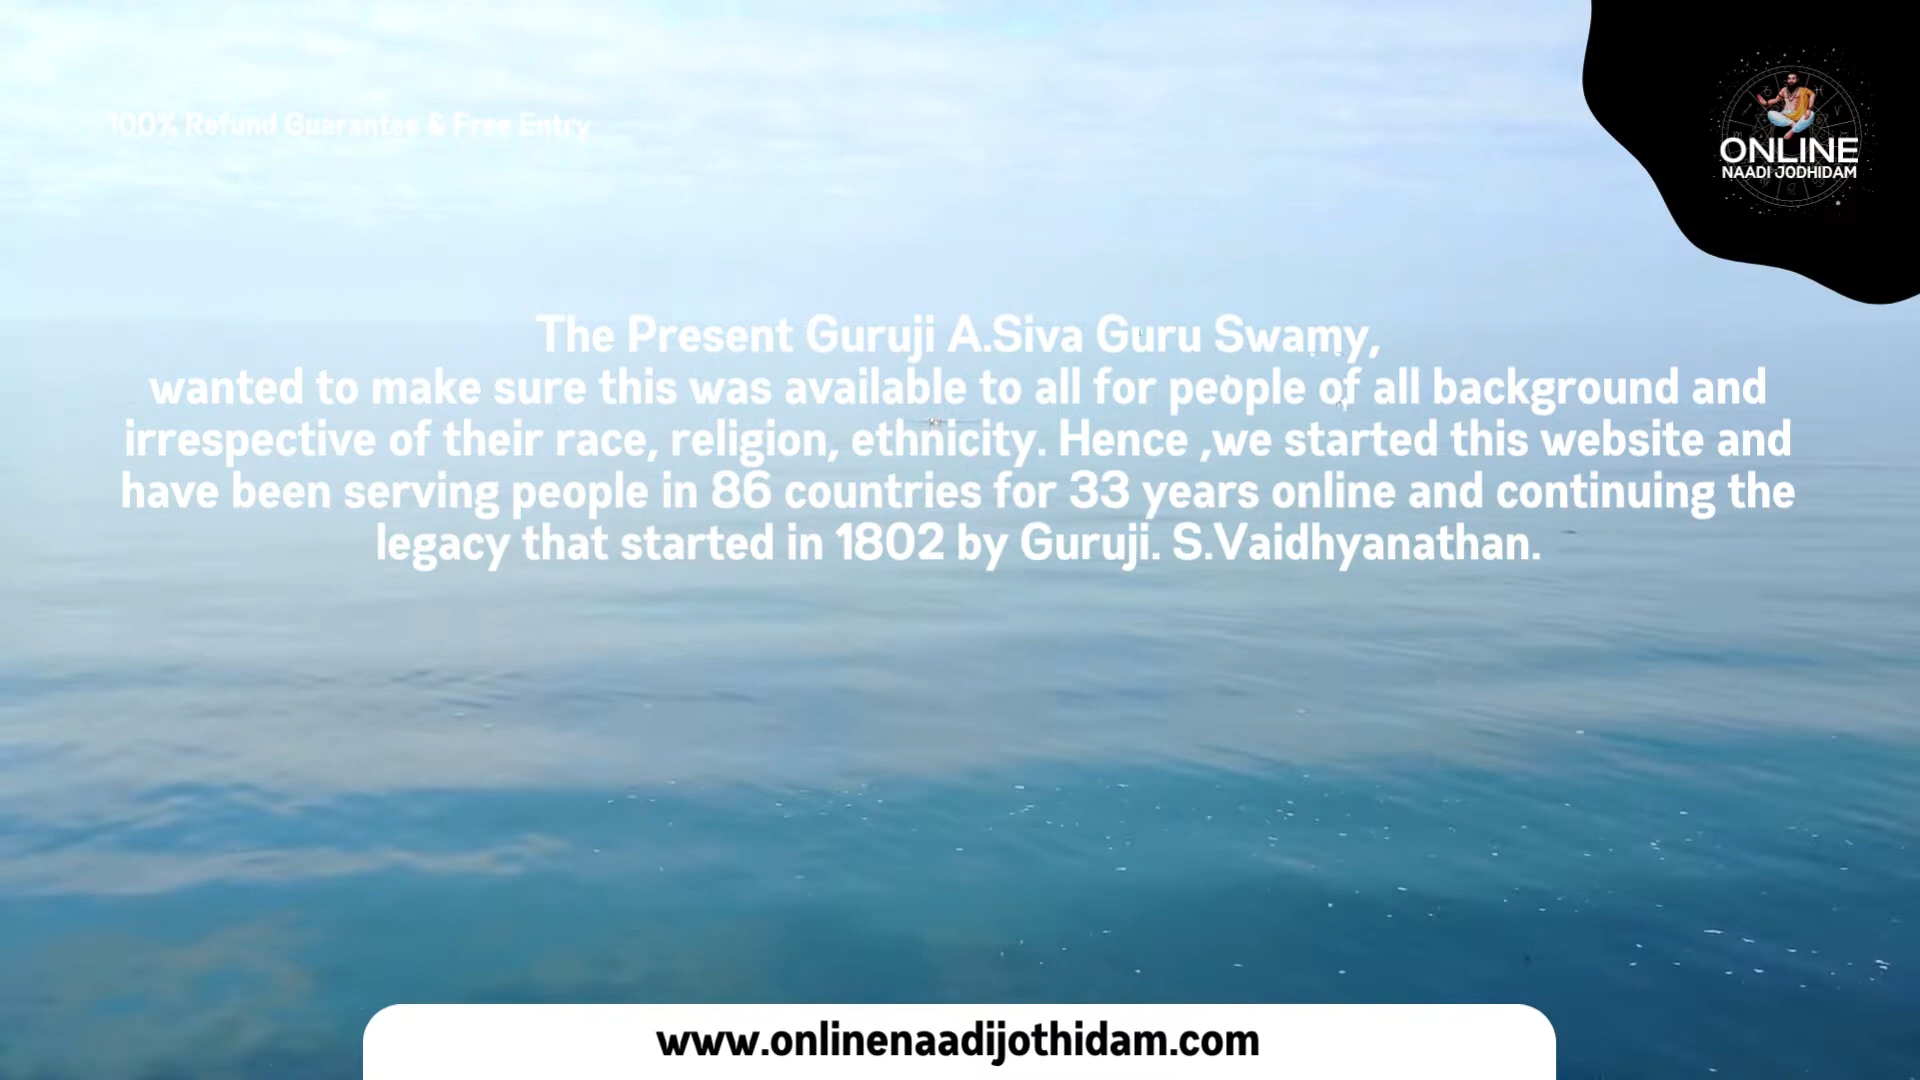 100% Refund Guarantee & Free Entry
ONLINE
NAADI JODHIDAM
The Present Guruji A.Siva Guru Swamy,
wanted to make sure this was available to all for people of all background and
irrespective of their race, religion, ethnicity. Hence ,we started this website and
have been serving people in 86 countries for 33 years online and continuing the
legacy that started in 1802 by Guruji. S.Vaidhyanathan.
www.onlinenaadijothidam.com